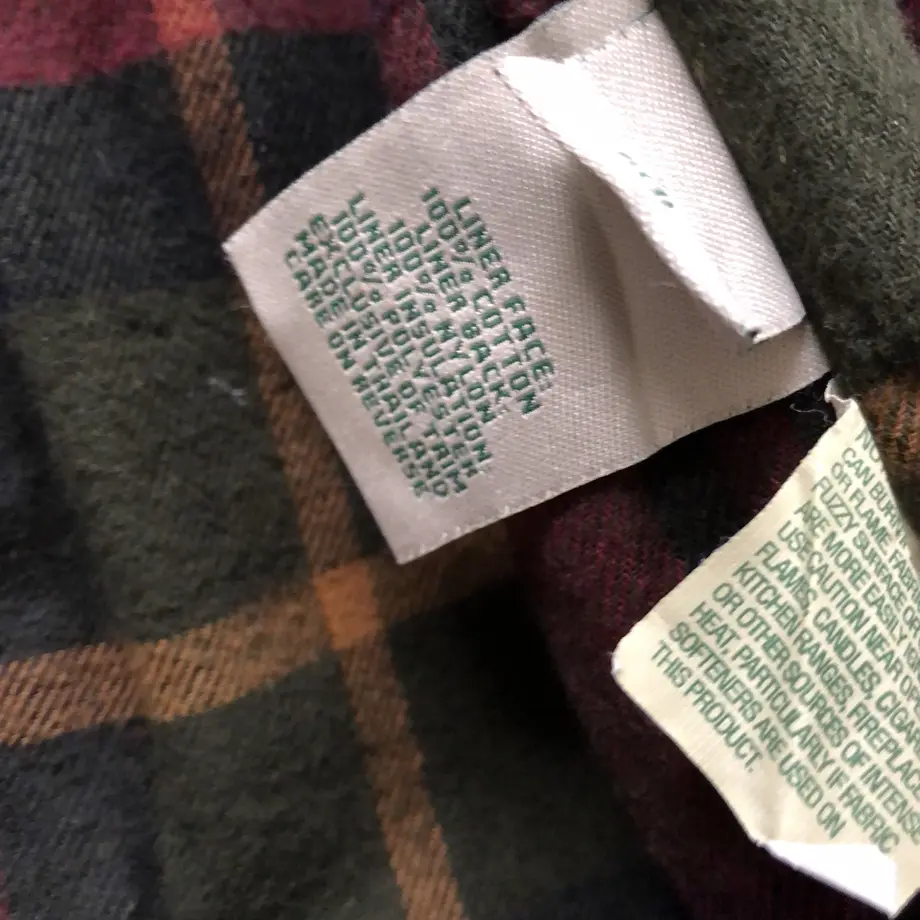 LINER FACE
100% COTTON
LINER BACK
100% NYLON
LINER INSULATION
100% POLYESTER
EXCLUSIVE OF TRIM
MADE IN THAILAND
CARE ON REVERSE
CAN BURN
OR FLAME.
FUZZY SURFACE
ARE MORE EASILY
USE CAUTION NEAR
FLAMES, CANDLES,
KITCHEN RANGES, FIREPLAC
OR OTHER SOURCES OF INTENSE
HEAT, PARTICULARLY IF FABRIC
SOFTENERS ARE USED ON
THIS PRODUCT.